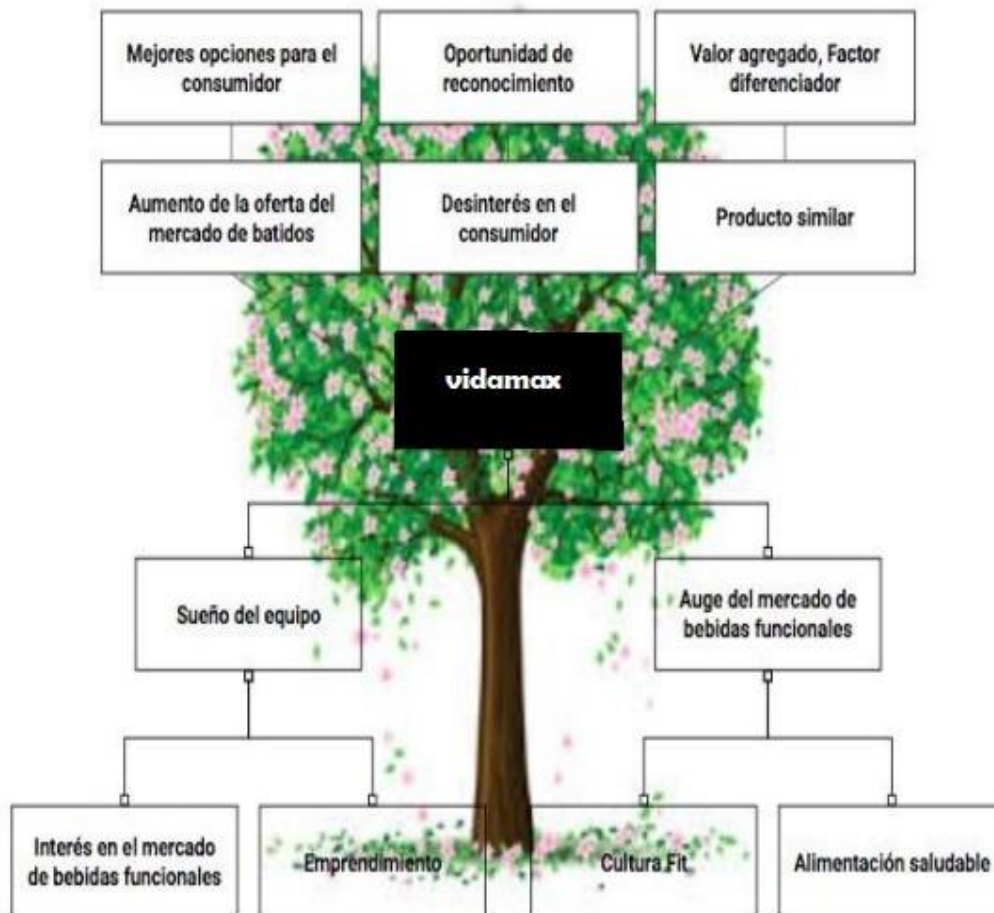 Mejores opciones para el
consumidor
Oportunidad de
reconocimiento
Valor agregado, Factor
diferenciador
Aumento de la oferta del
mercado de batidos
Desinterés en el
consumidor
Producto similar
vidamax
Sueño del equipo
Auge del mercado de
bebidas funcionales
Interés en el mercado
de bebidas funcionales
Emprendimiento
Cultura Fit
Alimentación saludable